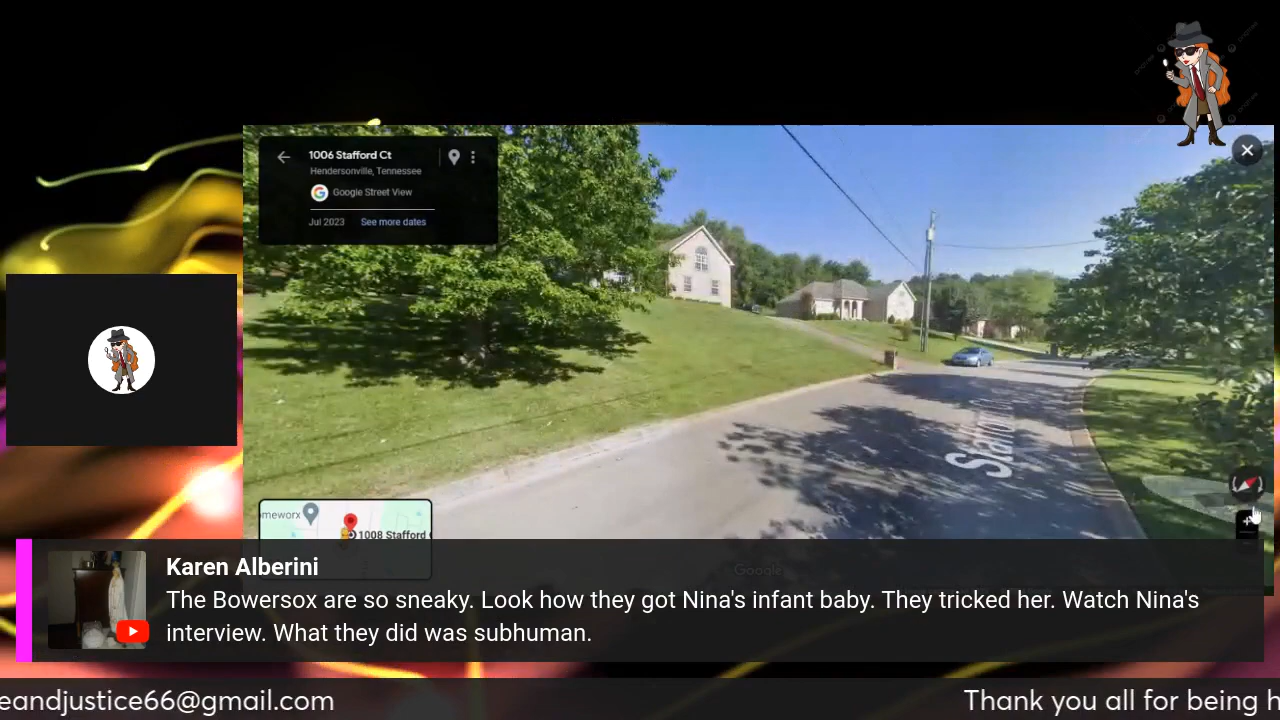 1006 Stafford Ct
Hendersonville, Tennessee
Google Street View
Jul 2023 See more dates
meworx
1008 Stafford
Google
Karen Alberini
The Bowersox are so sneaky. Look how they got Nina's infant baby. They tricked her. Watch Nina's
interview. What they did was subhuman.
eandjustice66@gmail.com
Thank you all for being h